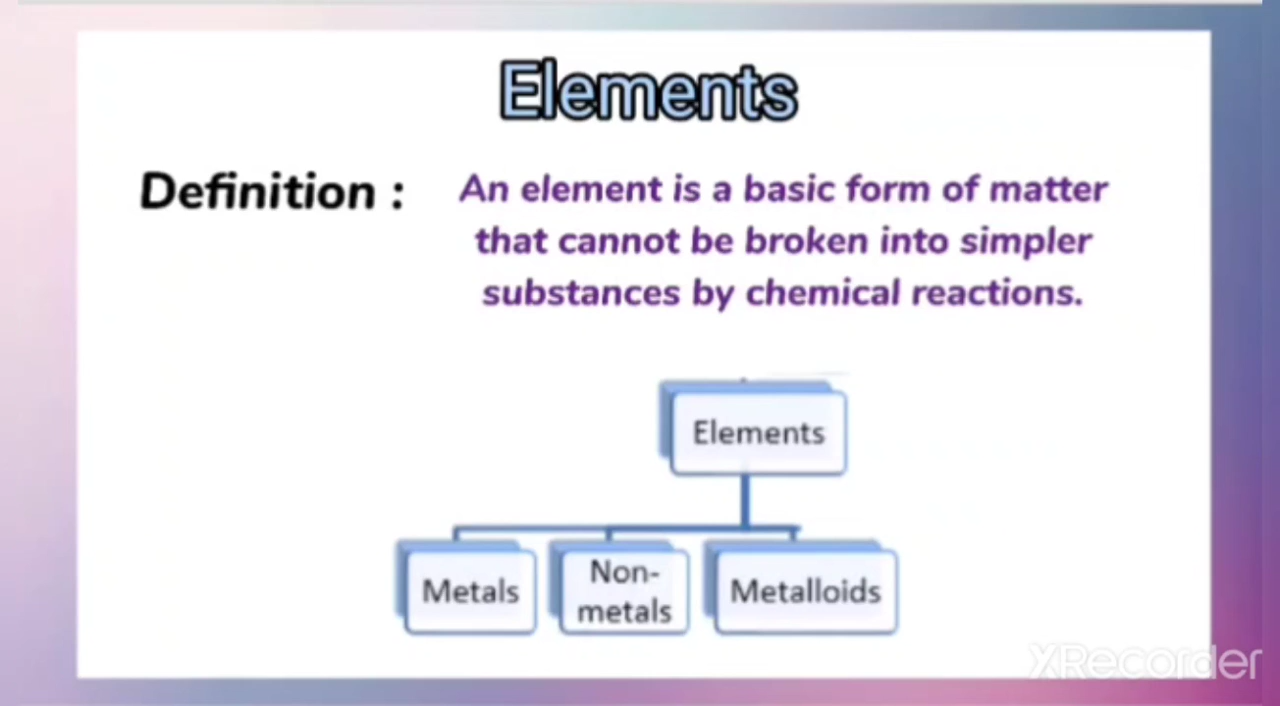 Elements
Definition :
An element is a basic form of matter
that cannot be broken into simpler
substances by chemical reactions.
Elements
Metals
Non-
metals
Metalloids
XRecorder